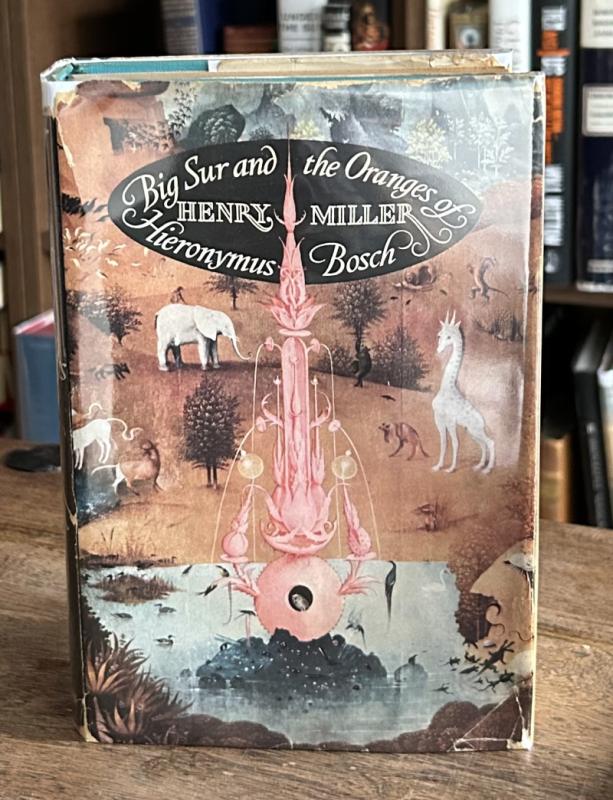 Big Sur and the Oranges of
HENRY MILLER
Hieronymus Bosch